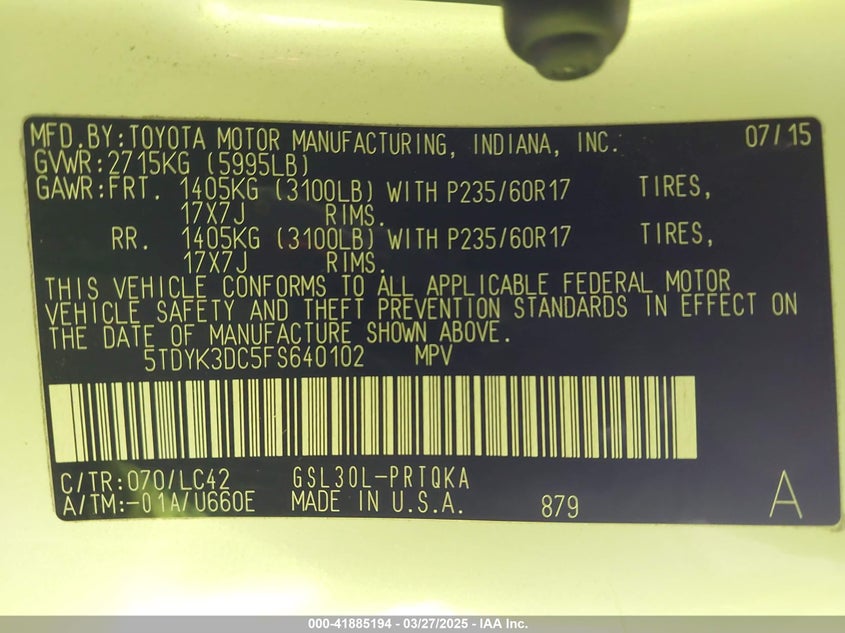 MFD.BY:TOYOTA MOTOR MANUFACTURING, INDIANA, INC. 07/15
GVWR:2715KG (5995LB)
GAWR:FRT. 1405KG (3100LB) WITH P235/60R17 TIRES,
17X7J RIMS.
RR. 1405KG (3100LB) WITH P235/60R17 TIRES,
17X7J RIMS.
THIS VEHICLE CONFORMS TO ALL APPLICABLE FEDERAL MOTOR
VEHICLE SAFETY AND THEFT PREVENTION STANDARDS IN EFFECT ON
THE DATE OF MANUFACTURE SHOWN ABOVE.
5TDYK3DC5FS640102 MPV
C/TR:070/LC42 GSL30L-PRTQKA
A/TM:-01A/U660E MADE IN U.S.A. 879 A
000-41885194 - 03/27/2025 - IAA Inc.